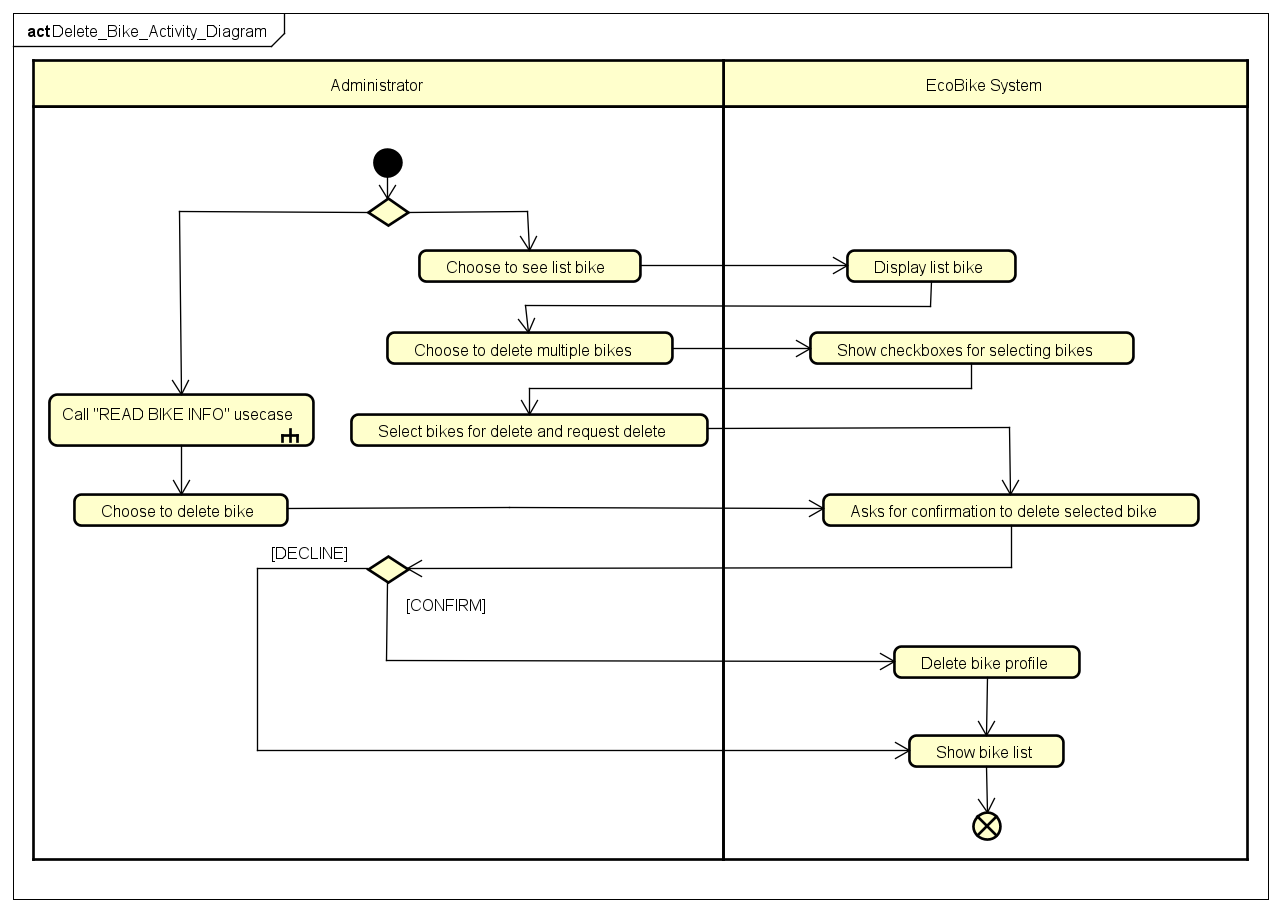 act Delete_Bike_Activity_Diagram
Administrator
EcoBike System
Choose to see list bike
Display list bike
Choose to delete multiple bikes
Show checkboxes for selecting bikes
Call "READ BIKE INFO" usecase
Select bikes for delete and request delete
Choose to delete bike
Asks for confirmation to delete selected bike
[DECLINE]
[CONFIRM]
Delete bike profile
Show bike list